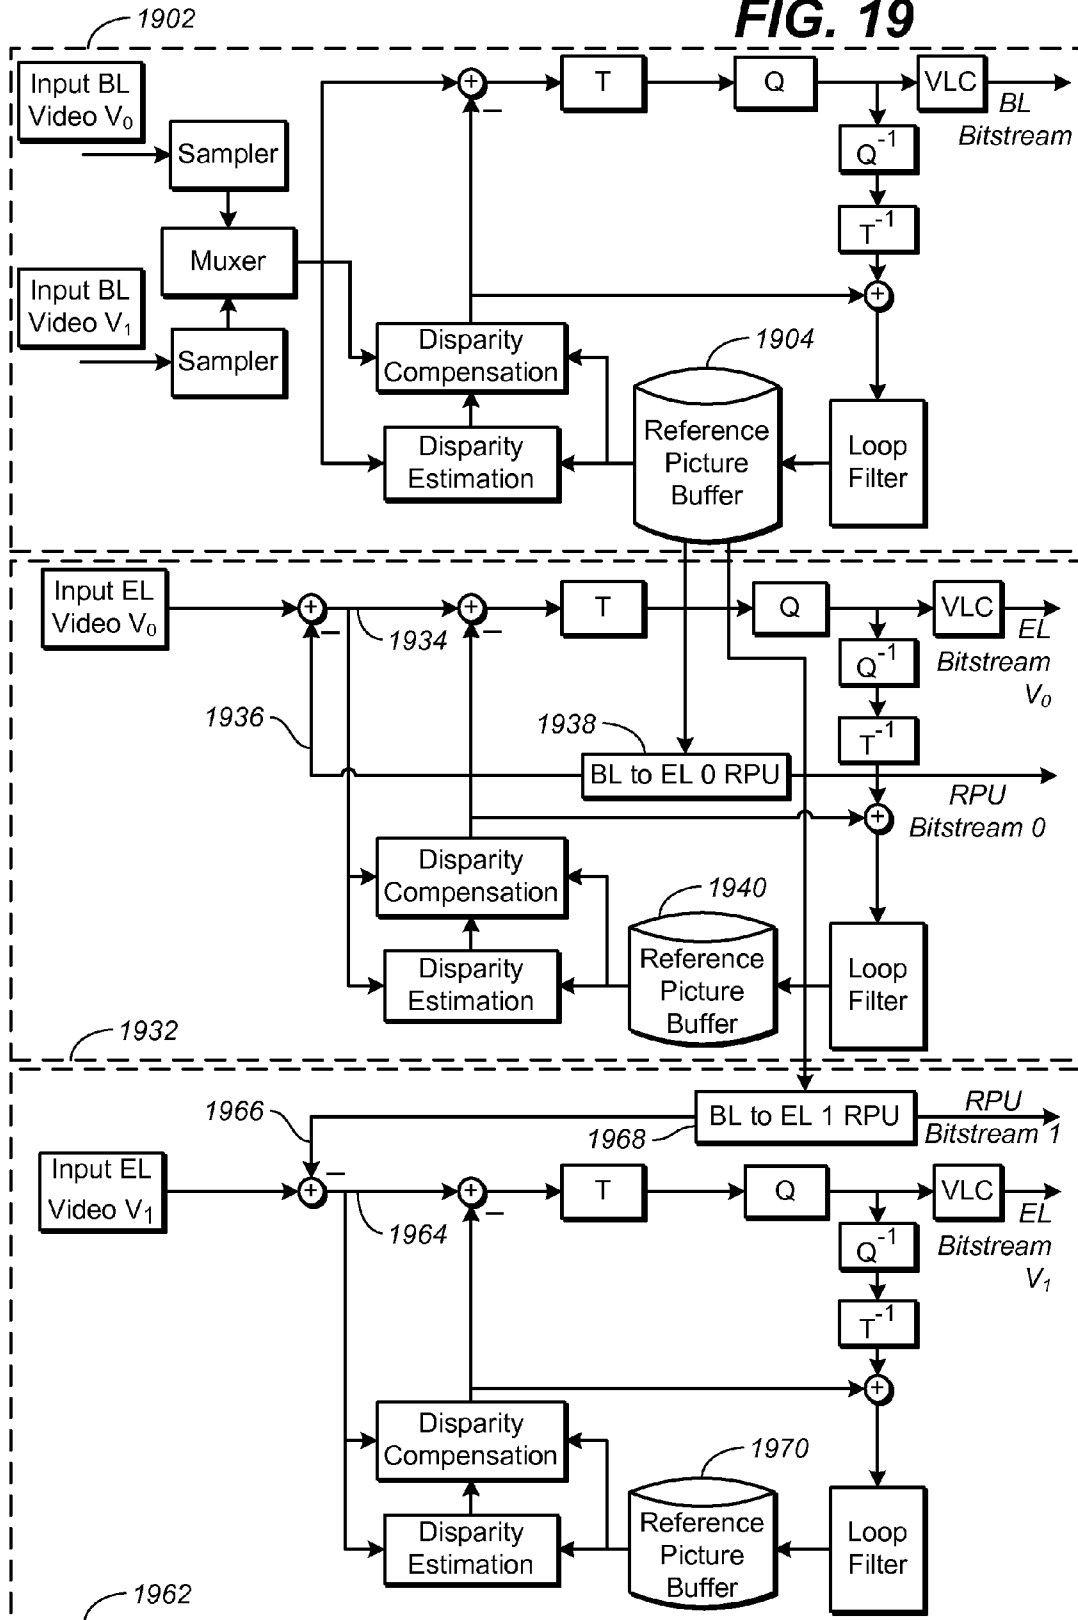 FIG. 19
1902
Input BL
Video V₀
Sampler
Muxer
Input BL
Video V₁
Sampler
+
−
T
Q
VLC
BL
Bitstream
Q⁻¹
T⁻¹
+
Disparity
Compensation
Disparity
Estimation
1904
Reference
Picture
Buffer
Loop
Filter
Input EL
Video V₀
+
−
1934
+
−
T
Q
VLC
EL
Bitstream
V₀
Q⁻¹
T⁻¹
1936
1938
BL to EL 0 RPU
RPU
Bitstream 0
+
Disparity
Compensation
Disparity
Estimation
1940
Reference
Picture
Buffer
Loop
Filter
1932
1966
1968
BL to EL 1 RPU
RPU
Bitstream 1
Input EL
Video V₁
−
+
1964
+
−
T
Q
VLC
EL
Bitstream
V₁
Q⁻¹
T⁻¹
+
Disparity
Compensation
Disparity
Estimation
1970
Reference
Picture
Buffer
Loop
Filter
1962